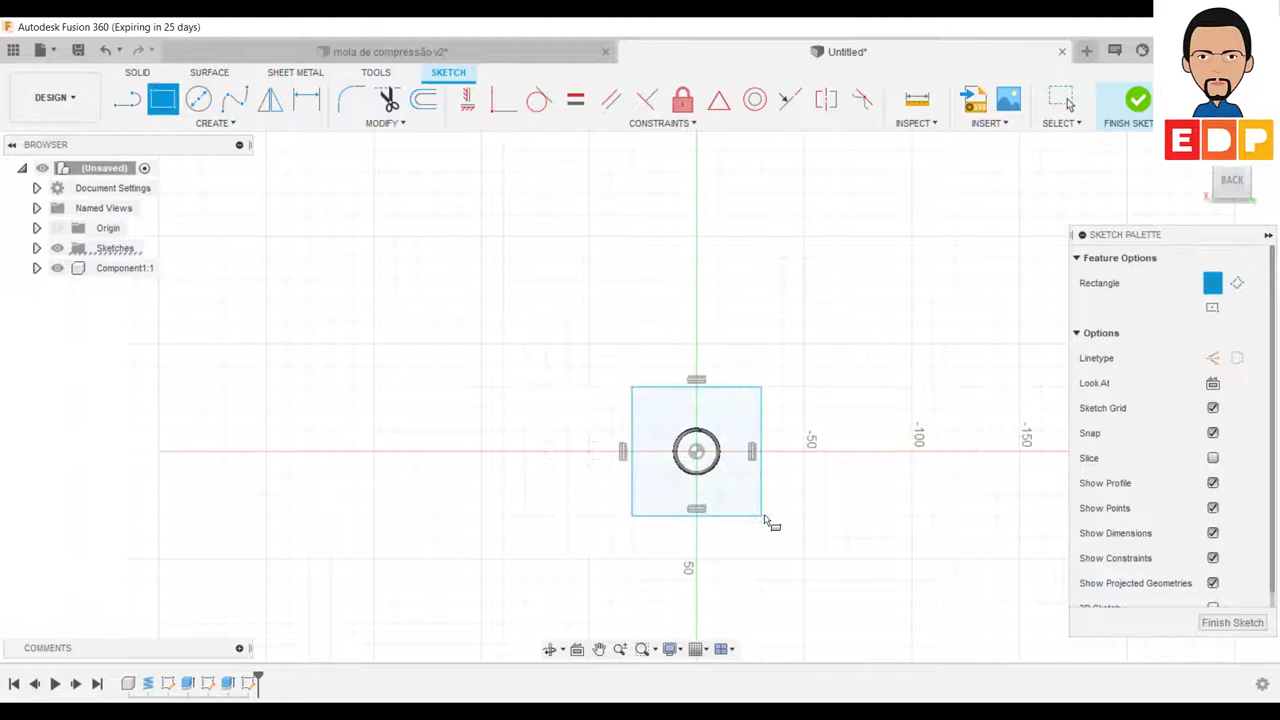 Autodesk Fusion 360 (Expiring in 25 days)
mola de compressão v2*
Untitled*
DESIGN
SOLID SURFACE SHEET METAL TOOLS SKETCH
CREATE MODIFY CONSTRAINTS INSPECT INSERT SELECT FINISH SKET
E D P
BROWSER
(Unsaved)
Document Settings
Named Views
Origin
Sketches
Component1:1
BACK
SKETCH PALETTE
Feature Options
Rectangle
Options
Linetype
Look At
Sketch Grid
Snap
Slice
Show Profile
Show Points
Show Dimensions
Show Constraints
Show Projected Geometries
3D Sketch
Finish Sketch
-50
-100
-150
50
COMMENTS